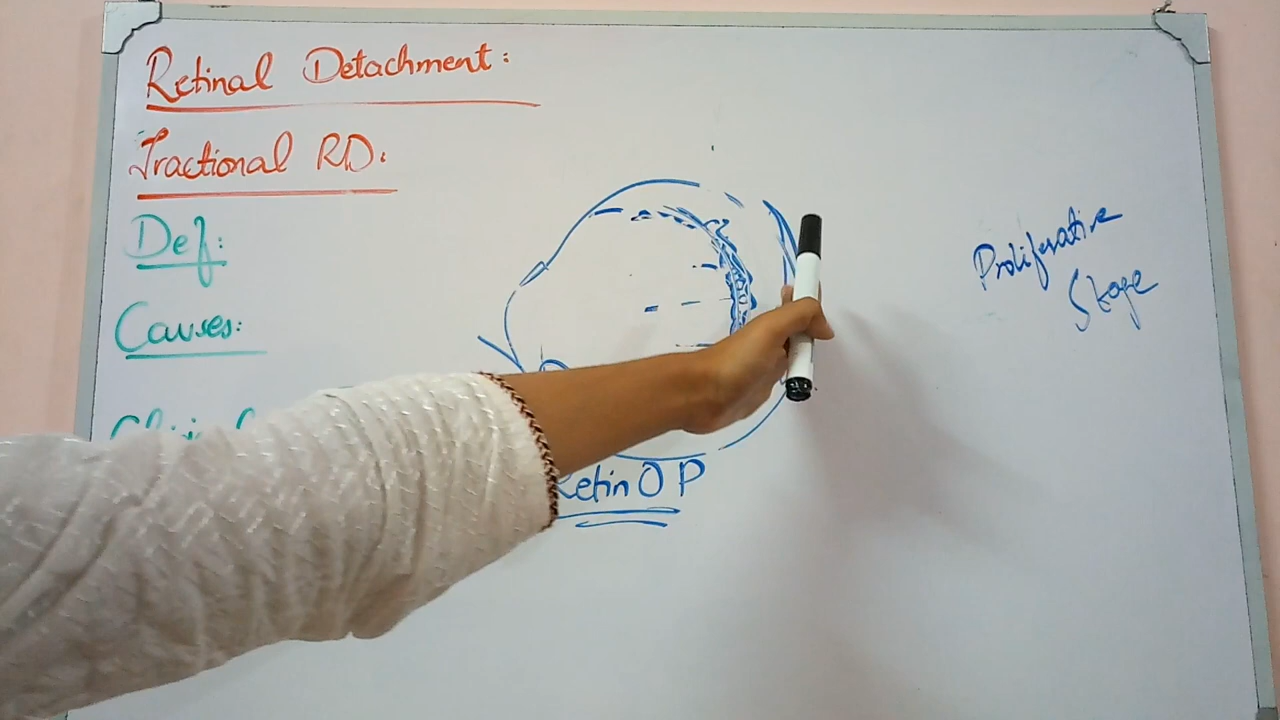 Retinal Detachment:
Tractional RD:
Def:
Causes:
Proliferative
Stage
Retin O P